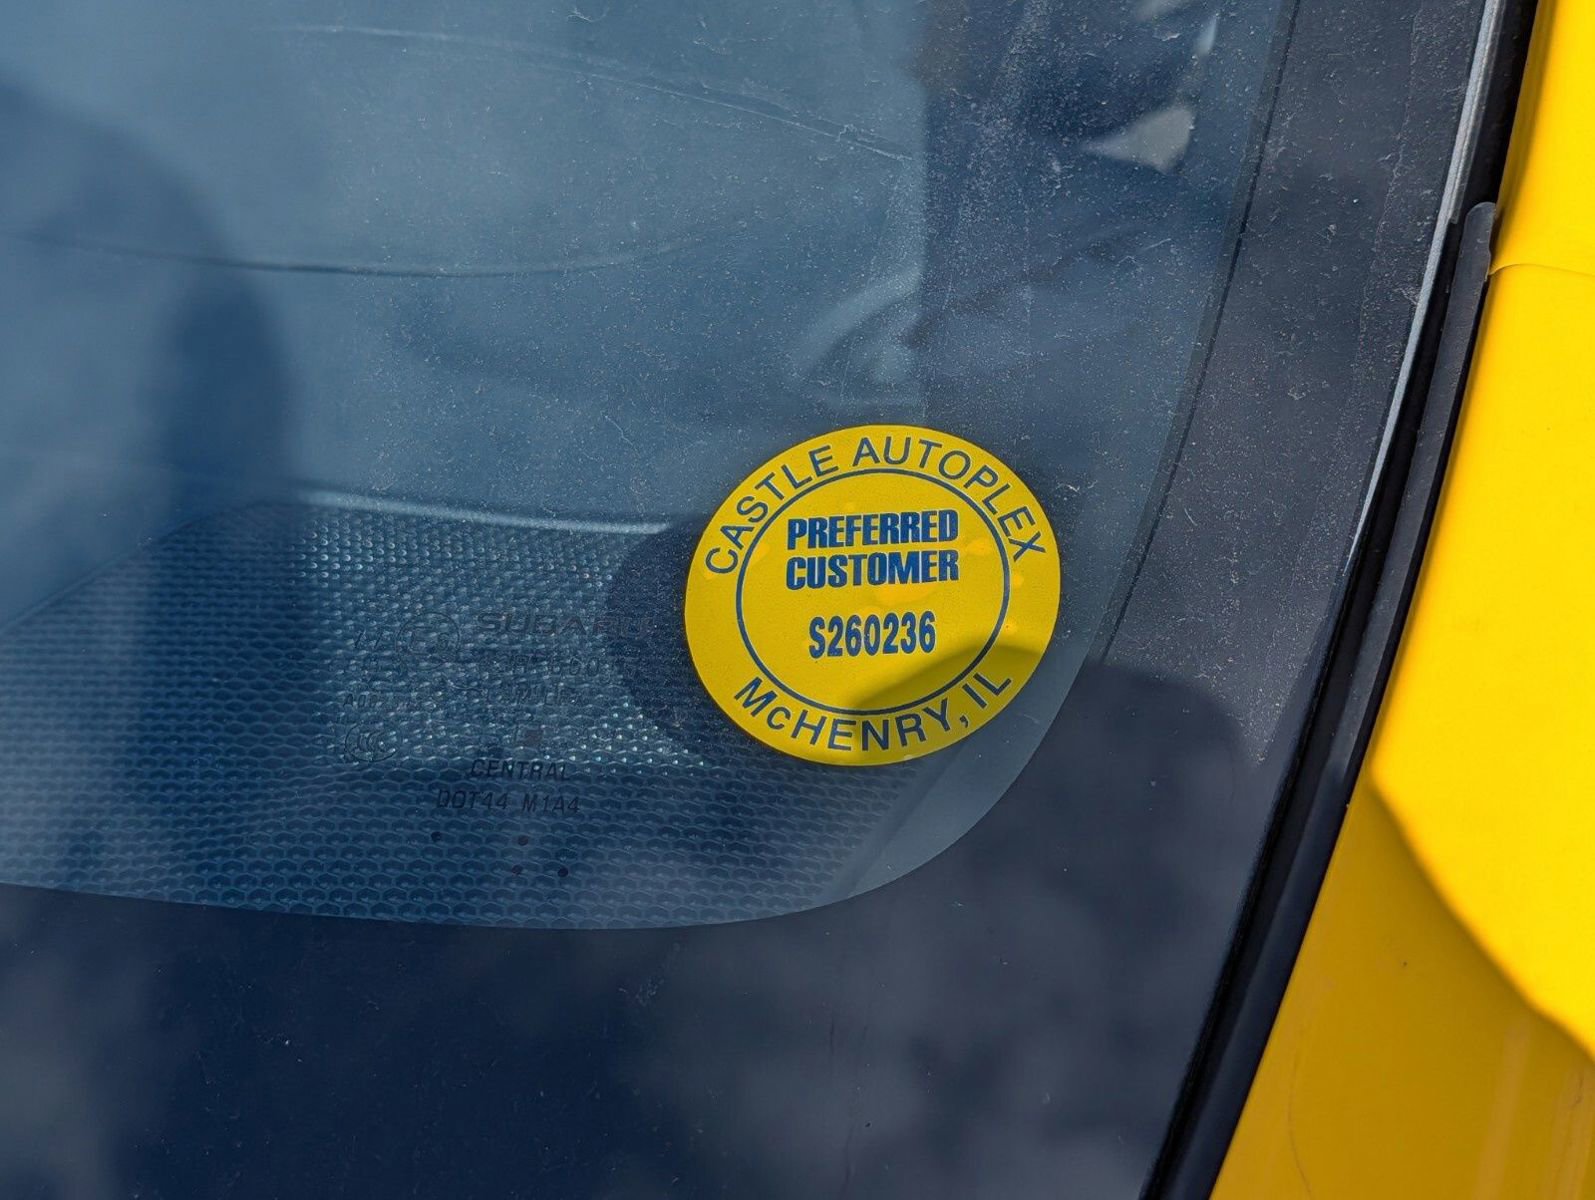 CASTLE AUTOPLEX
PREFERRED
CUSTOMER
S260236
McHENRY, IL
SUBARU
CENTRAL
DOT44 M1A4